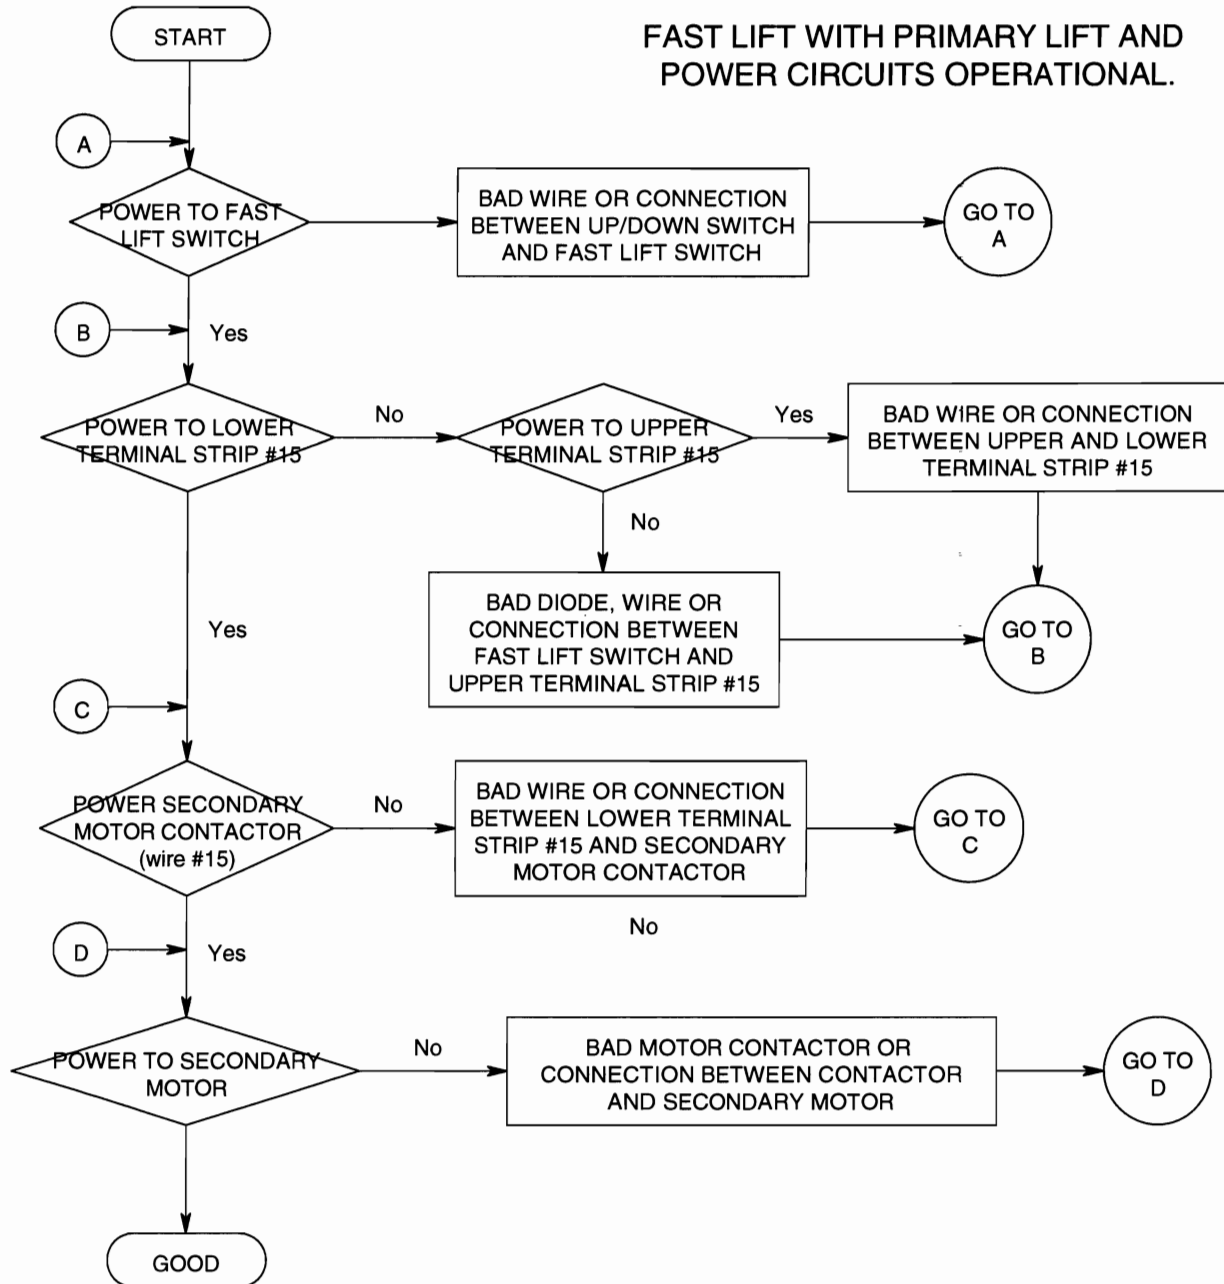 FAST LIFT WITH PRIMARY LIFT AND
POWER CIRCUITS OPERATIONAL.
START
A
POWER TO FAST
LIFT SWITCH
BAD WIRE OR CONNECTION
BETWEEN UP/DOWN SWITCH
AND FAST LIFT SWITCH
GO TO
A
B
Yes
POWER TO LOWER
TERMINAL STRIP #15
No
POWER TO UPPER
TERMINAL STRIP #15
Yes
BAD WIRE OR CONNECTION
BETWEEN UPPER AND LOWER
TERMINAL STRIP #15
No
BAD DIODE, WIRE OR
CONNECTION BETWEEN
FAST LIFT SWITCH AND
UPPER TERMINAL STRIP #15
GO TO
B
Yes
C
POWER SECONDARY
MOTOR CONTACTOR
(wire #15)
No
BAD WIRE OR CONNECTION
BETWEEN LOWER TERMINAL
STRIP #15 AND SECONDARY
MOTOR CONTACTOR
GO TO
C
No
D
Yes
POWER TO SECONDARY
MOTOR
No
BAD MOTOR CONTACTOR OR
CONNECTION BETWEEN CONTACTOR
AND SECONDARY MOTOR
GO TO
D
GOOD